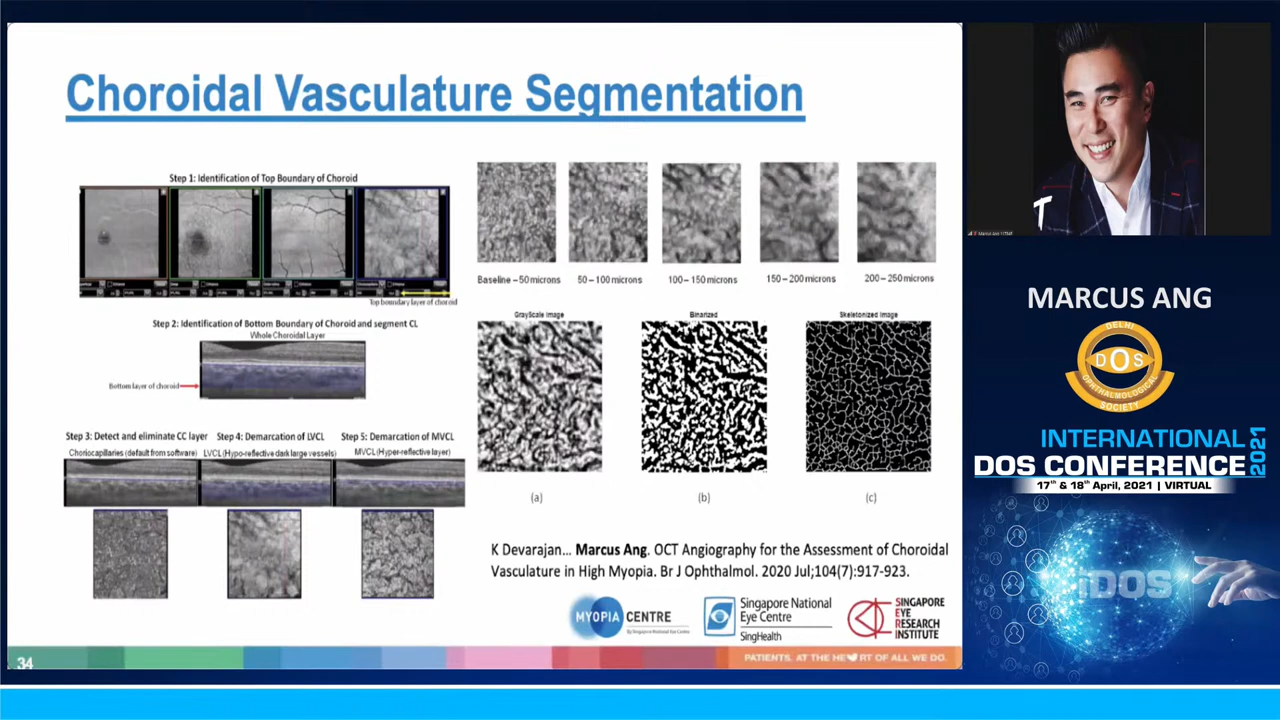 Choroidal Vasculature Segmentation
Step 1: Identification of Top Boundary of Choroid
Top boundary layer of choroid
Step 2: Identification of Bottom Boundary of Choroid and segment CL
Whole Choroidal Layer
Bottom layer of choroid
Step 3: Detect and eliminate CC layer
Choriocapillaries (default from software)
Step 4: Demarcation of LVCL
LVCL (Hypo-reflective dark large vessels)
Step 5: Demarcation of MVCL
MVCL (Hyper-reflective layer)
Baseline – 50 microns
50 – 100 microns
100 – 150 microns
150 – 200 microns
200 – 250 microns
GrayScale Image
Binarized
Skeletonized Image
(a)
(b)
(c)
K Devarajan... Marcus Ang. OCT Angiography for the Assessment of Choroidal
Vasculature in High Myopia. Br J Ophthalmol. 2020 Jul;104(7):917-923.
MYOPIA CENTRE
By Singapore National Eye Centre
Singapore National
Eye Centre
SingHealth
SINGAPORE
EYE
RESEARCH
INSTITUTE
34
PATIENTS. AT THE HE RT OF ALL WE DO.
T
MARCUS ANG
DELHI
DOS
OPHTHALMOLOGICAL
SOCIETY
INTERNATIONAL
DOS CONFERENCE
2021
17th & 18th April, 2021 | VIRTUAL
iDOS